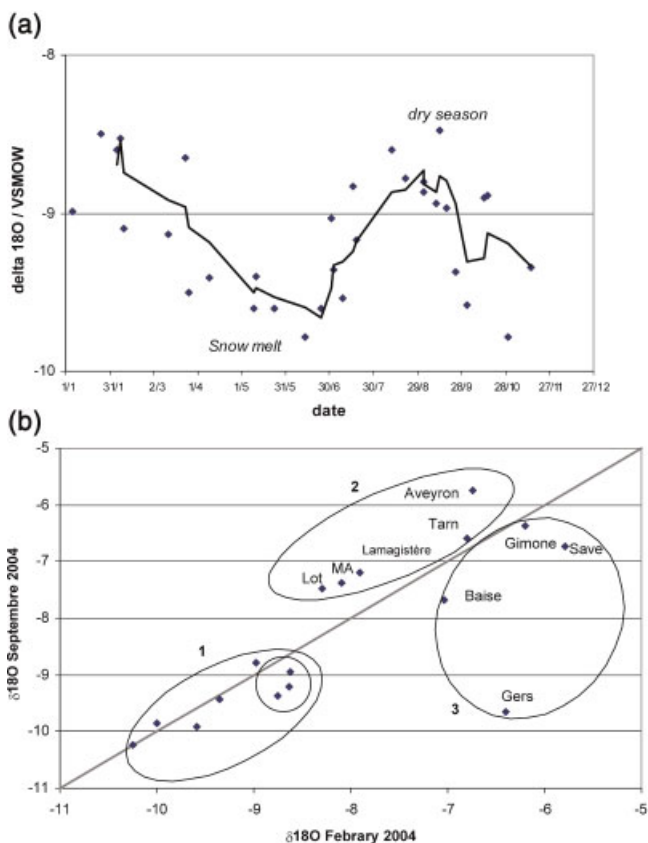 (a)
-8
dry season
delta 18O / VSMOW
-9
Snow melt
-10
1/1 31/1 2/3 1/4 1/5 31/5 30/6 30/7 29/8 28/9 28/10 27/11 27/12
date
(b)
-5
2
Aveyron
-6
Tarn
Gimone
Save
Lamagistère
MA
-7
Lot
Baise
δ18O Septembre 2004
-8
1
-9
Gers
3
-10
-11
-11 -10 -9 -8 -7 -6 -5
δ18O Febrary 2004